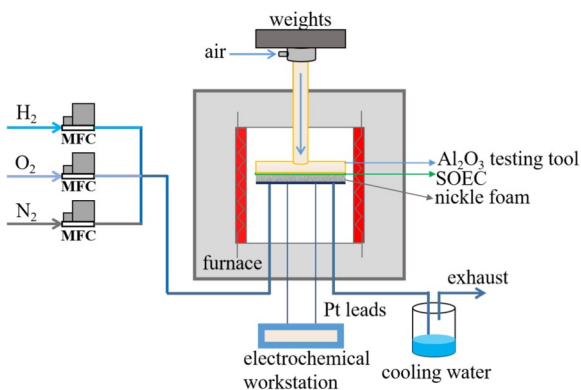 weights
air
H₂
MFC
O₂
MFC
N₂
MFC
Al₂O₃ testing tool
SOEC
nickle foam
furnace
exhaust
Pt leads
electrochemical
workstation
cooling water